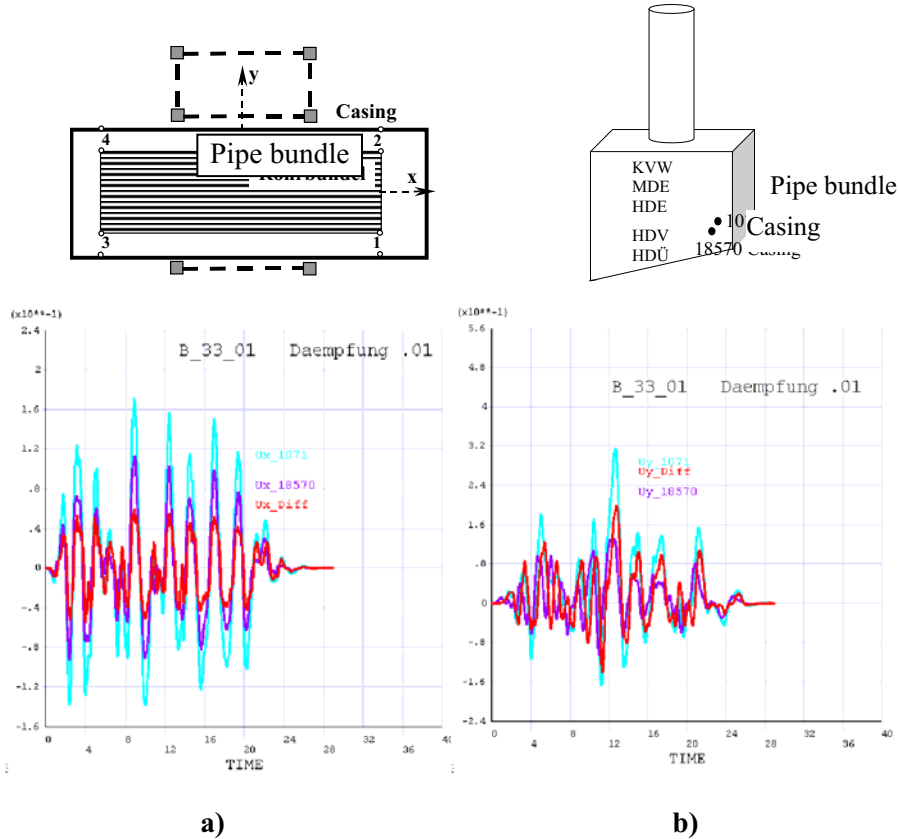 y
Casing
4
2
Pipe bundle
x
3
1
KVW
MDE
HDE
HDV
HDÜ
Pipe bundle
10
Casing
18570
(x10**-1)
2.4
2
1.6
1.2
.8
.4
0
-.4
-.8
-1.2
-1.6
B_33_01 Daempfung .01
Ux_1071
Ux_18570
Ux_Diff
0 4 8 12 16 20 24 28 32 36 40
TIME
(x10**-1)
5.6
4.8
4
3.2
2.4
1.6
.8
0
-.8
-1.6
-2.4
B_33_01 Daempfung .01
Uy_1071
Uy_Diff
Uy_18570
0 4 8 12 16 20 24 28 32 36 40
TIME
a)
b)